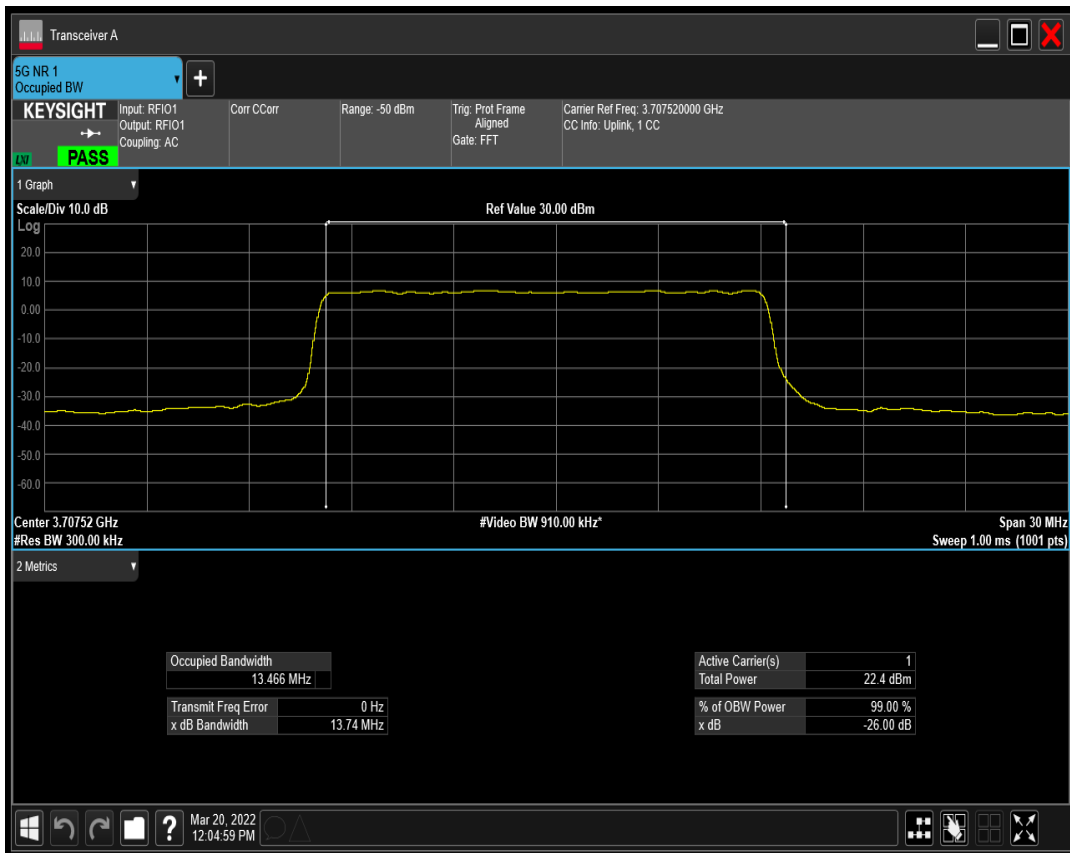 Transceiver A
5G NR 1
Occupied BW
+
KEYSIGHT
LXI
PASS
Input: RFIO1
Output: RFIO1
Coupling: AC
Corr CCorr
Range: -50 dBm
Trig: Prot Frame
Aligned
Gate: FFT
Carrier Ref Freq: 3.707520000 GHz
CC Info: Uplink, 1 CC
1 Graph
Scale/Div 10.0 dB
Ref Value 30.00 dBm
Log
20.0
10.0
0.00
-10.0
-20.0
-30.0
-40.0
-50.0
-60.0
Center 3.70752 GHz
#Video BW 910.00 kHz*
Span 30 MHz
#Res BW 300.00 kHz
Sweep 1.00 ms (1001 pts)
2 Metrics
Occupied Bandwidth
13.466 MHz
Transmit Freq Error 0 Hz
x dB Bandwidth 13.74 MHz
Active Carrier(s) 1
Total Power 22.4 dBm
% of OBW Power 99.00 %
x dB -26.00 dB
?
Mar 20, 2022
12:04:59 PM